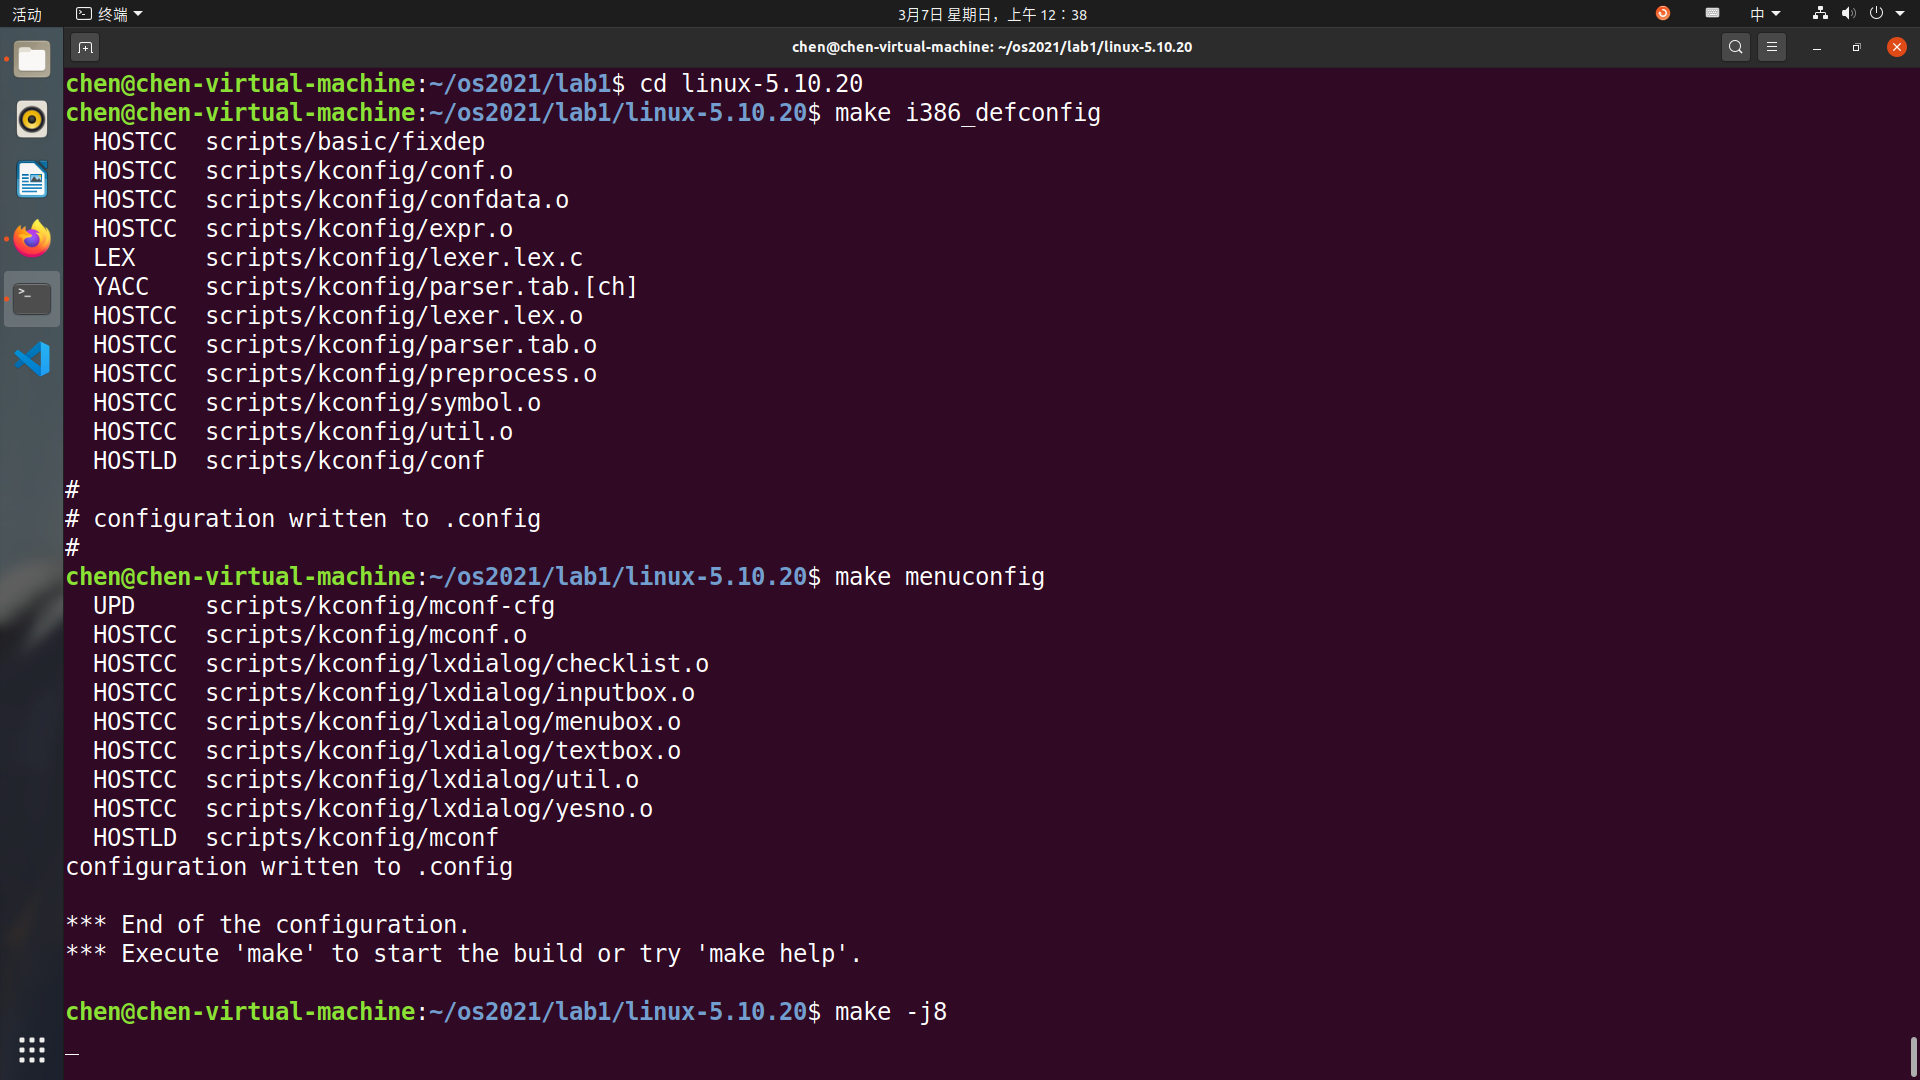 活动 终端 3月7日 星期日，上午 12：38 中
chen@chen-virtual-machine: ~/os2021/lab1/linux-5.10.20
chen@chen-virtual-machine:~/os2021/lab1$ cd linux-5.10.20
chen@chen-virtual-machine:~/os2021/lab1/linux-5.10.20$ make i386_defconfig
  HOSTCC  scripts/basic/fixdep
  HOSTCC  scripts/kconfig/conf.o
  HOSTCC  scripts/kconfig/confdata.o
  HOSTCC  scripts/kconfig/expr.o
  LEX     scripts/kconfig/lexer.lex.c
  YACC    scripts/kconfig/parser.tab.[ch]
  HOSTCC  scripts/kconfig/lexer.lex.o
  HOSTCC  scripts/kconfig/parser.tab.o
  HOSTCC  scripts/kconfig/preprocess.o
  HOSTCC  scripts/kconfig/symbol.o
  HOSTCC  scripts/kconfig/util.o
  HOSTLD  scripts/kconfig/conf
#
# configuration written to .config
#
chen@chen-virtual-machine:~/os2021/lab1/linux-5.10.20$ make menuconfig
  UPD     scripts/kconfig/mconf-cfg
  HOSTCC  scripts/kconfig/mconf.o
  HOSTCC  scripts/kconfig/lxdialog/checklist.o
  HOSTCC  scripts/kconfig/lxdialog/inputbox.o
  HOSTCC  scripts/kconfig/lxdialog/menubox.o
  HOSTCC  scripts/kconfig/lxdialog/textbox.o
  HOSTCC  scripts/kconfig/lxdialog/util.o
  HOSTCC  scripts/kconfig/lxdialog/yesno.o
  HOSTLD  scripts/kconfig/mconf
configuration written to .config
*** End of the configuration.
*** Execute 'make' to start the build or try 'make help'.
chen@chen-virtual-machine:~/os2021/lab1/linux-5.10.20$ make -j8